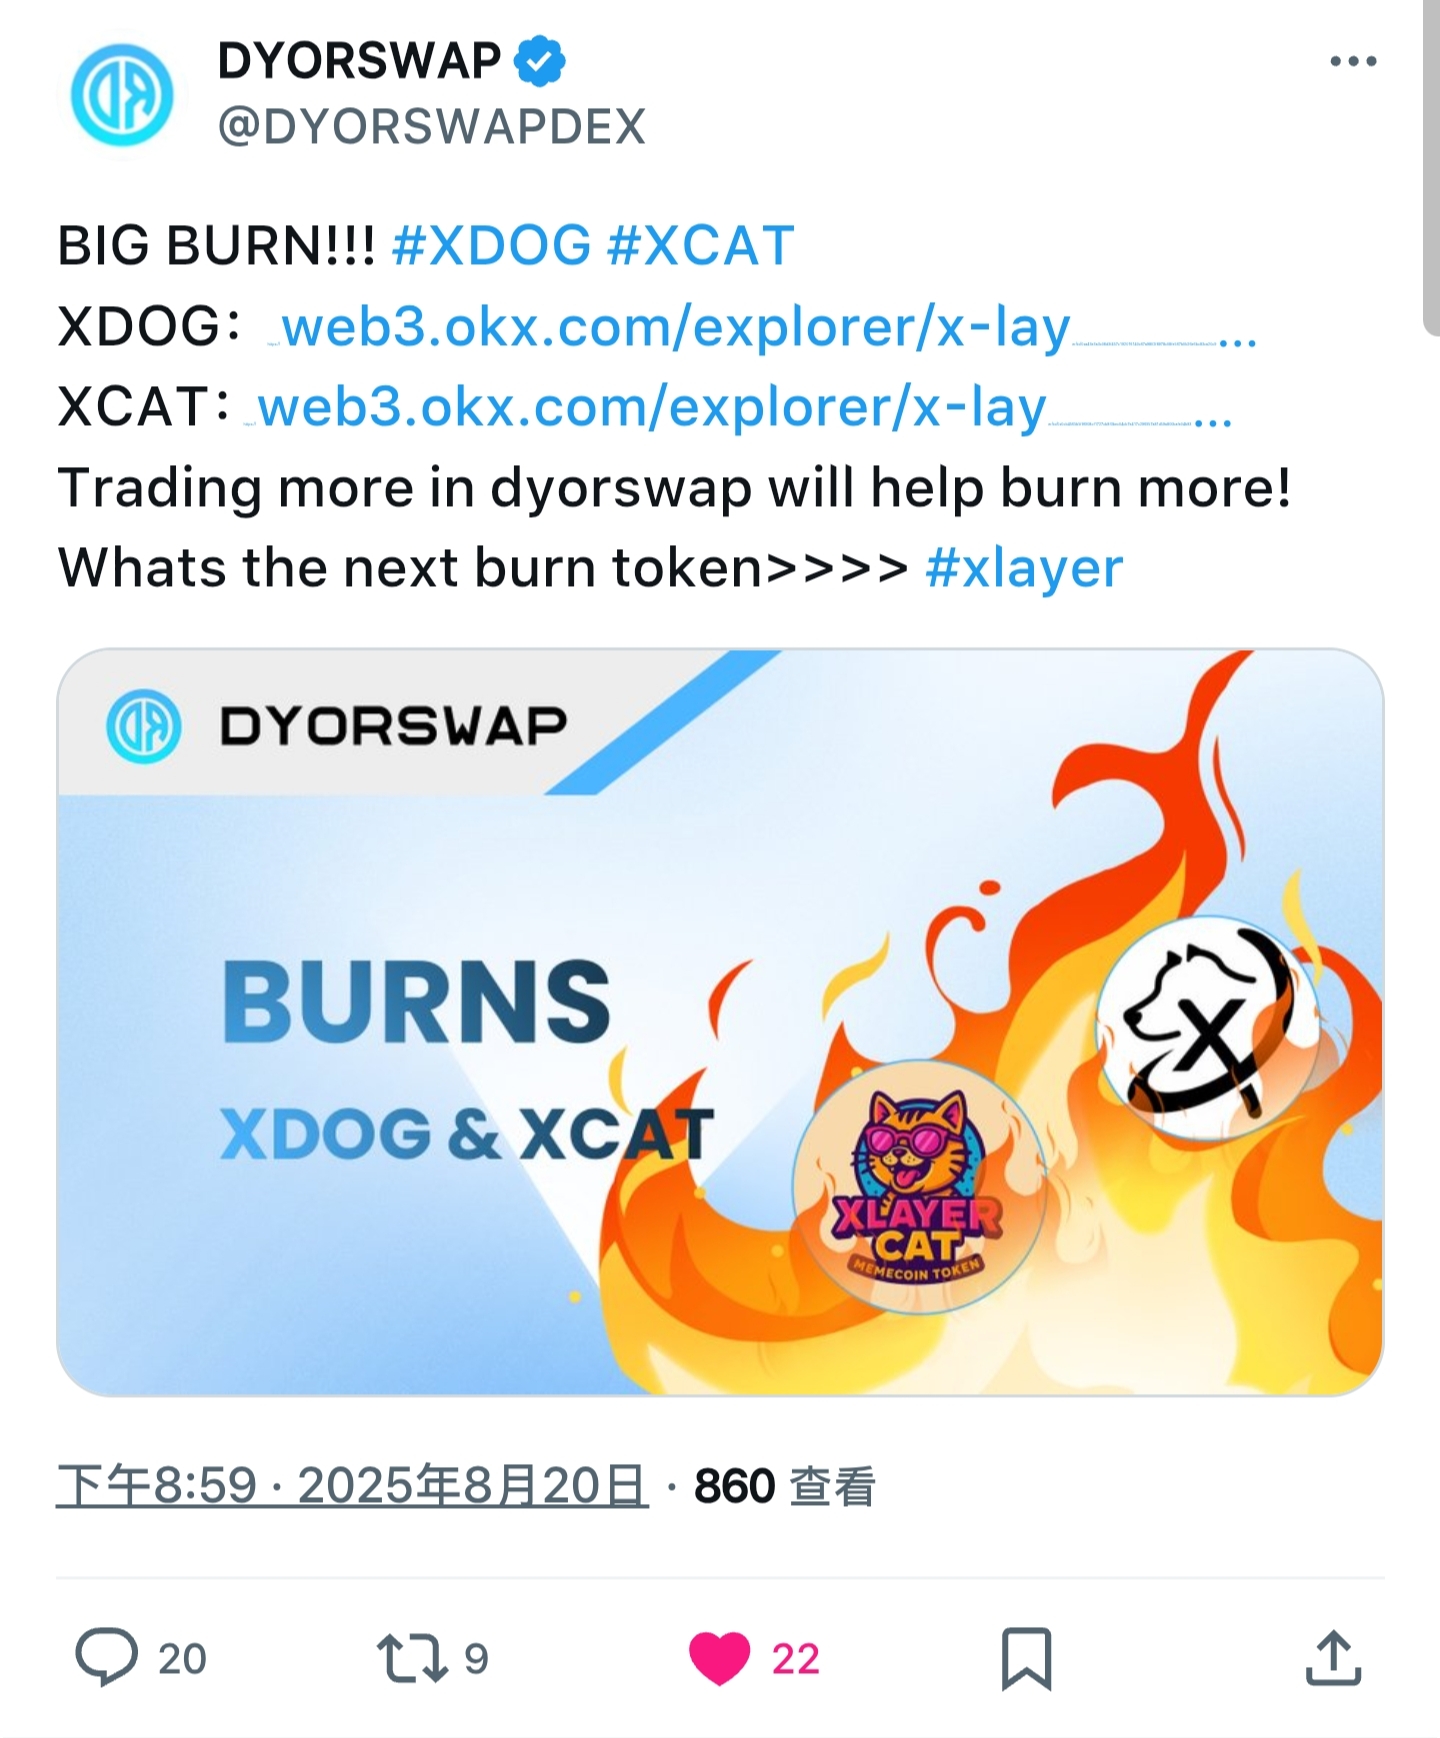 DYORSWAP
@DYORSWAPDEX
BIG BURN!!! #XDOG #XCAT
XDOG： web3.okx.com/explorer/x-lay...
XCAT： web3.okx.com/explorer/x-lay...
Trading more in dyorswap will help burn more!
Whats the next burn token>>>> #xlayer
DYORSWAP
BURNS
XDOG & XCAT
X
XLAYER
CAT
MEMECOIN TOKEN
下午8:59 · 2025年8月20日 · 860 查看
20 9 22